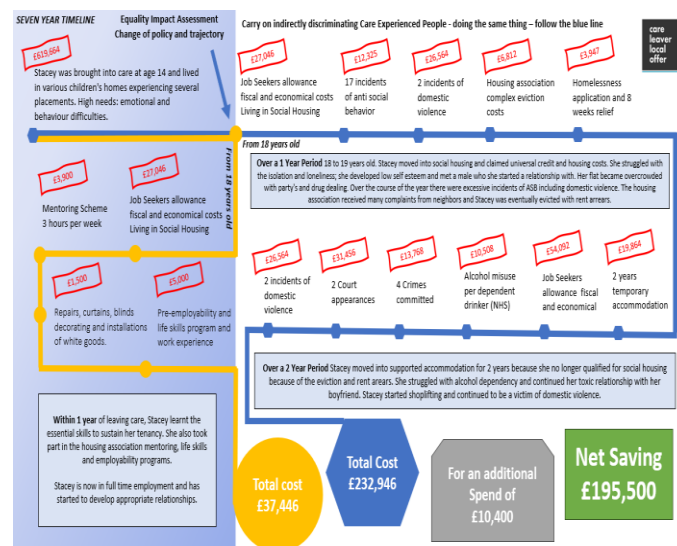 SEVEN YEAR TIMELINE
Equality Impact Assessment
Change of policy and trajectory
Carry on indirectly discriminating Care Experienced People - doing the same thing – follow the blue line
care
leaver
local
offer
£619,664
Stacey was brought into care at age 14 and lived
in various children's homes experiencing several
placements. High needs: emotional and
behaviour difficulties.
£27,046
Job Seekers allowance
fiscal and economical costs
Living in Social Housing
£12,325
17 incidents
of anti social
behavior
£26,564
2 incidents of
domestic
violence
£6,812
Housing association
complex eviction
costs
£3,947
Homelessness
application and 8
weeks relief
From 18 years old
From 18 years old
Over a 1 Year Period 18 to 19 years old. Stacey moved into social housing and claimed universal credit and housing costs. She struggled with
the isolation and loneliness; she developed low self esteem and met a male who she started a relationship with. Her flat became overcrowded
with party's and drug dealing. Over the course of the year there were excessive incidents of ASB including domestic violence. The housing
association received many complaints from neighbors and Stacey was eventually evicted with rent arrears.
£3,900
Mentoring Scheme
3 hours per week
£27,046
Job Seekers allowance
fiscal and economical costs
Living in Social Housing
£1,500
Repairs, curtains, blinds
decorating and installations
of white goods.
£5,000
Pre-employability and
life skills program and
work experience
£26,564
2 incidents of
domestic
violence
£31,456
2 Court
appearances
£13,768
4 Crimes
committed
£10,508
Alcohol misuse
per dependent
drinker (NHS)
£54,092
Job Seekers
allowance fiscal
and economical
£19,864
2 years
temporary
accommodation
Over a 2 Year Period Stacey moved into supported accommodation for 2 years because she no longer qualified for social housing
because of the eviction and rent arears. She struggled with alcohol dependency and continued her toxic relationship with her
boyfriend. Stacey started shoplifting and continued to be a victim of domestic violence.
Within 1 year of leaving care, Stacey learnt the
essential skills to sustain her tenancy. She also took
part in the housing association mentoring, life skills
and employability programs.
Stacey is now in full time employment and has
started to develop appropriate relationships.
Total cost
£37,446
Total Cost
£232,946
For an additional
Spend of
£10,400
Net Saving
£195,500